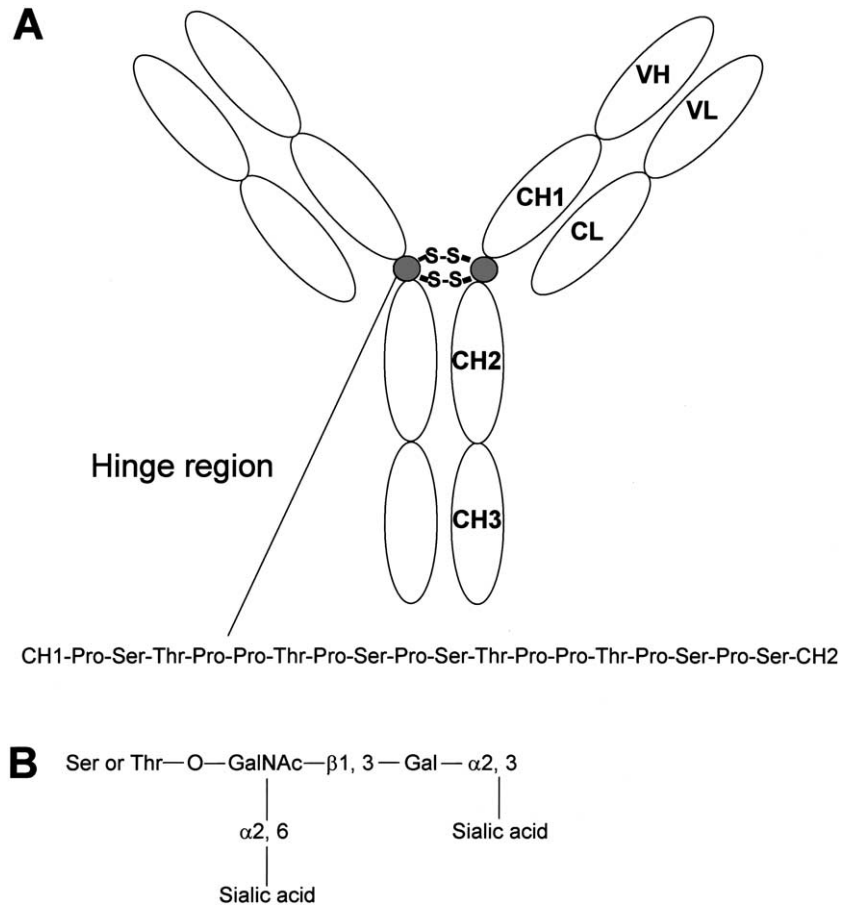 A
VH
VL
CH1
CL
S-S
S-S
CH2
Hinge region
CH3
CH1-Pro-Ser-Thr-Pro-Pro-Thr-Pro-Ser-Pro-Ser-Thr-Pro-Pro-Thr-Pro-Ser-Pro-Ser-CH2
B
Ser or Thr—O—GalNAc—β1, 3—Gal—α2, 3
α2, 6
Sialic acid
Sialic acid